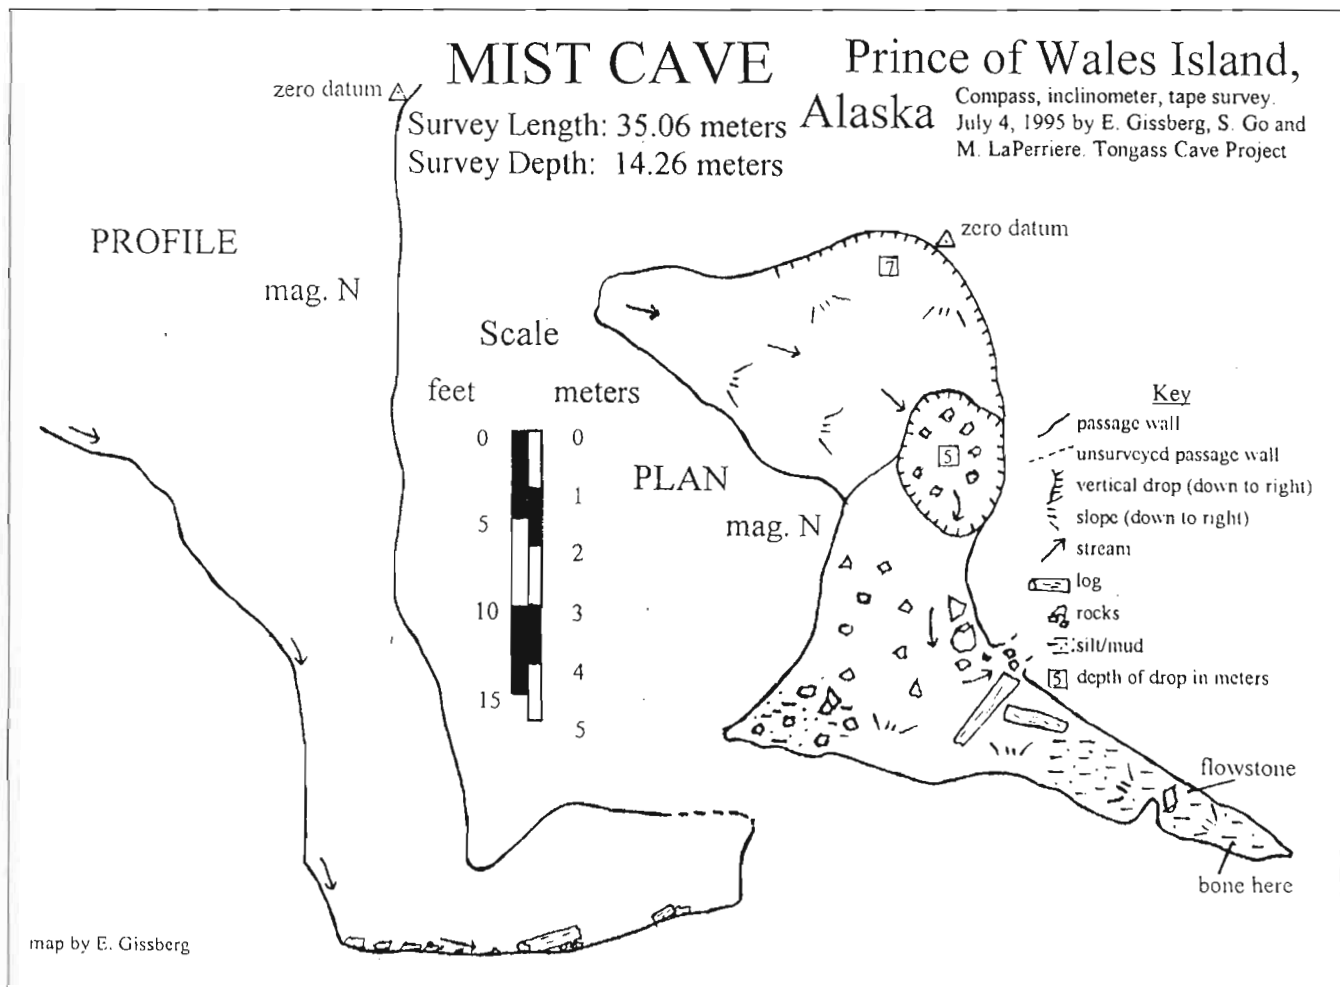 MIST CAVE
Prince of Wales Island,
Alaska
Compass, inclinometer, tape survey.
July 4, 1995 by E. Gissberg, S. Go and
M. LaPerriere. Tongass Cave Project
zero datum
Survey Length: 35.06 meters
Survey Depth: 14.26 meters
PROFILE
mag. N
zero datum
7
Scale
feet meters
0 0
1
5
2
10 3
4
15
5
PLAN
mag. N
5
Key
passage wall
unsurveyed passage wall
vertical drop (down to right)
slope (down to right)
stream
log
rocks
silt/mud
5 depth of drop in meters
flowstone
bone here
map by E. Gissberg